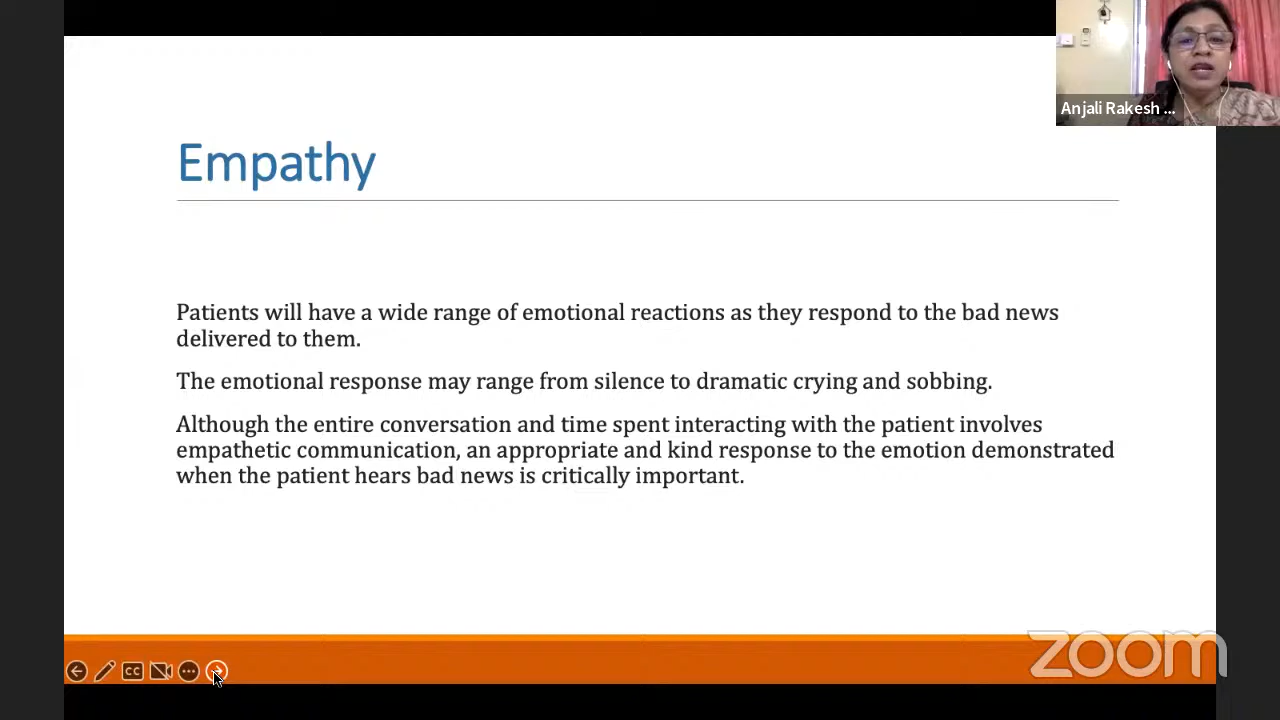 Anjali Rakesh ...
Empathy
Patients will have a wide range of emotional reactions as they respond to the bad news
delivered to them.
The emotional response may range from silence to dramatic crying and sobbing.
Although the entire conversation and time spent interacting with the patient involves
empathetic communication, an appropriate and kind response to the emotion demonstrated
when the patient hears bad news is critically important.
CC
zoom